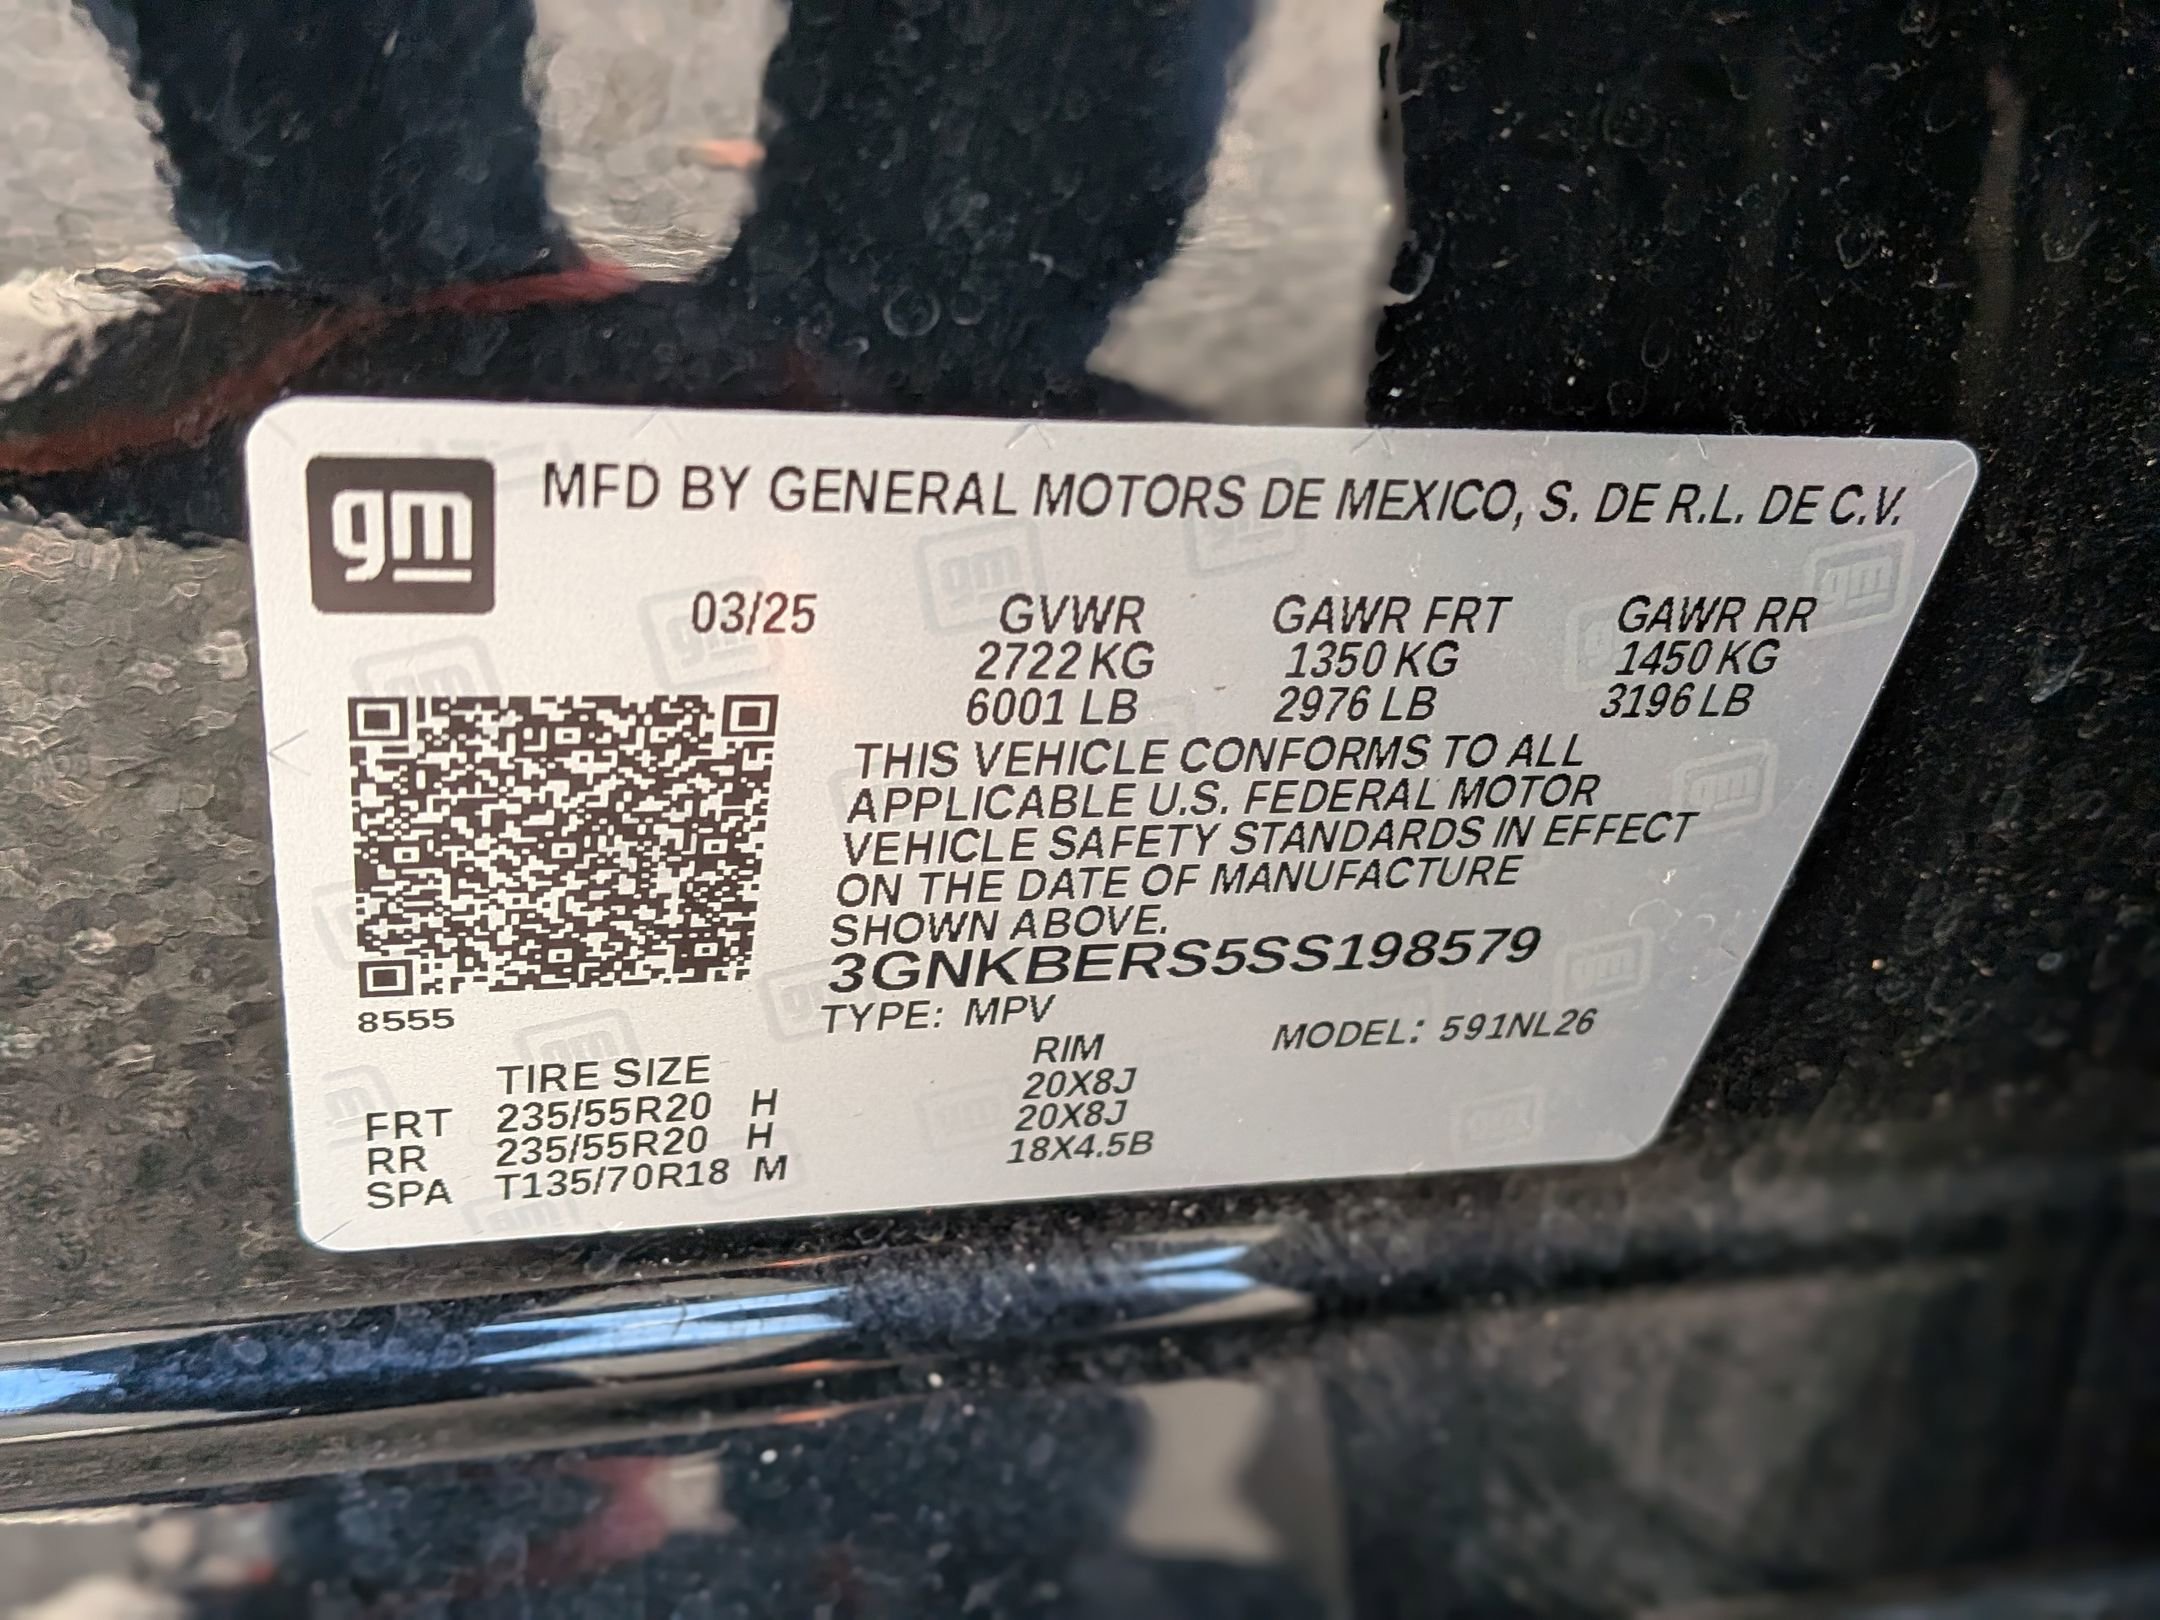 gm
MFD BY GENERAL MOTORS DE MEXICO, S. DE R.L. DE C.V.
03/25 GVWR GAWR FRT GAWR RR
2722 KG 1350 KG 1450 KG
6001 LB 2976 LB 3196 LB
THIS VEHICLE CONFORMS TO ALL
APPLICABLE U.S. FEDERAL MOTOR
VEHICLE SAFETY STANDARDS IN EFFECT
ON THE DATE OF MANUFACTURE
SHOWN ABOVE.
3GNKBERS5SS198579
8555
TYPE: MPV MODEL: 591NL26
TIRE SIZE RIM
FRT 235/55R20 H 20X8J
RR 235/55R20 H 20X8J
SPA T135/70R18 M 18X4.5B